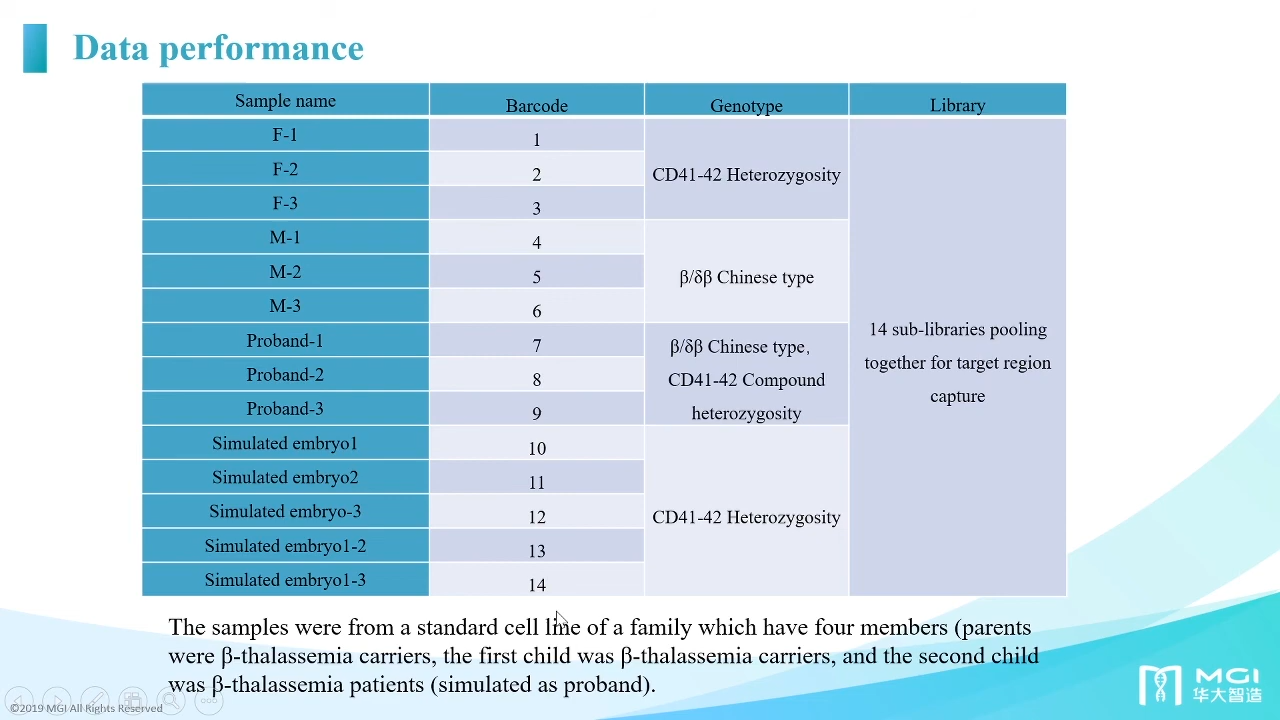 Data performance
Sample name Barcode Genotype Library
F-1 1
F-2 2 CD41-42 Heterozygosity
F-3 3
M-1 4
M-2 5 β/δβ Chinese type
M-3 6
Proband-1 7 β/δβ Chinese type,
Proband-2 8 CD41-42 Compound
Proband-3 9 heterozygosity
14 sub-libraries pooling
together for target region
capture
Simulated embryo1 10
Simulated embryo2 11
Simulated embryo-3 12 CD41-42 Heterozygosity
Simulated embryo1-2 13
Simulated embryo1-3 14
The samples were from a standard cell line of a family which have four members (parents
were β-thalassemia carriers, the first child was β-thalassemia carriers, and the second child
was β-thalassemia patients (simulated as proband).
©2019 MGI All Rights Reserved
MGI
华大智造